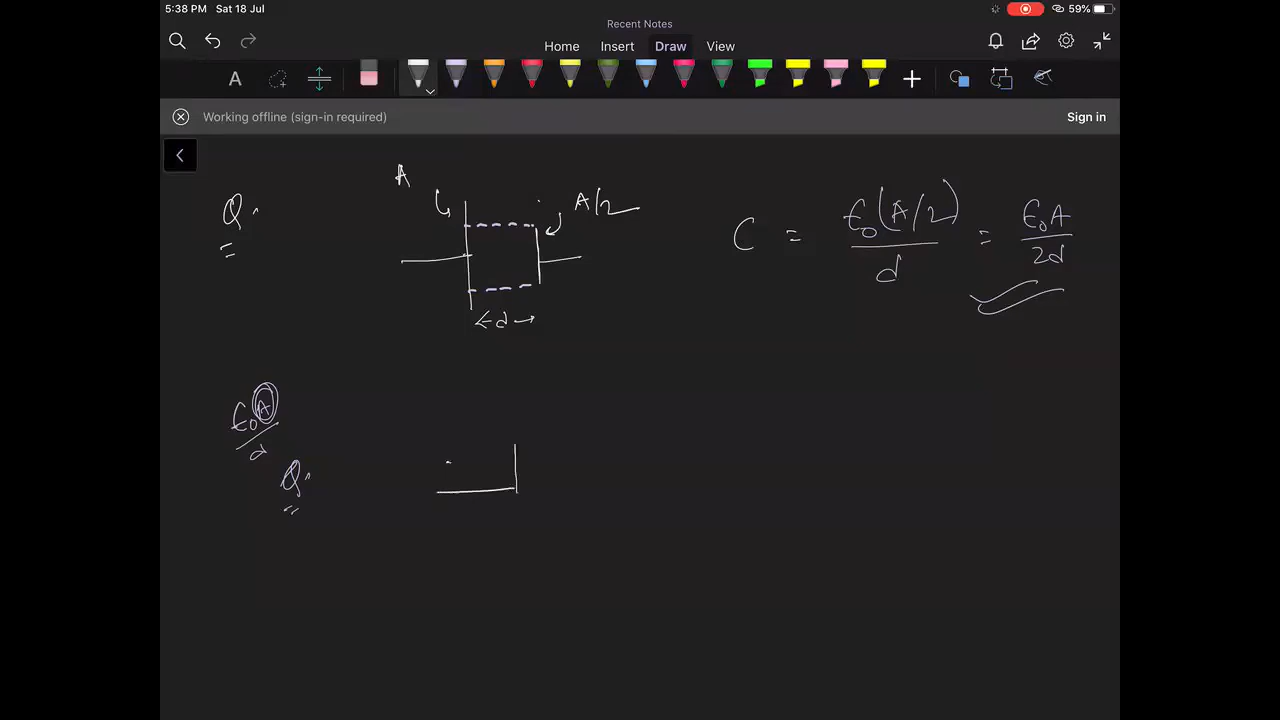 5:38 PM Sat 18 Jul
59%
Recent Notes
Home Insert Draw View
A
Working offline (sign-in required)
Sign in
Q.
A
A/2
d
C = ε₀(A/2)/d = ε₀A/2d
ε₀A/d
Q.